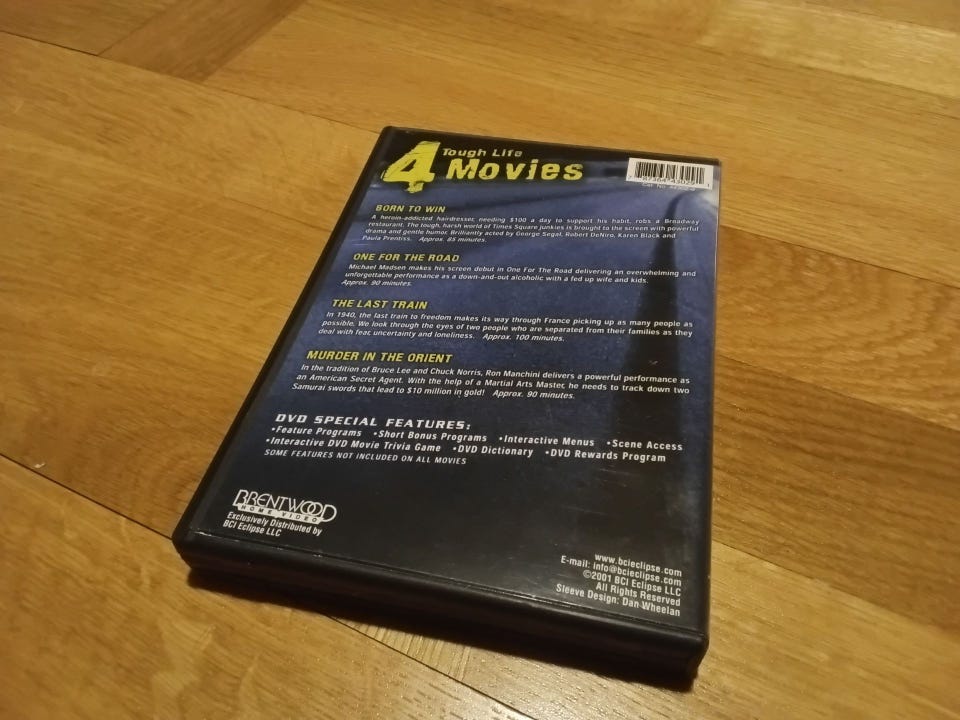 4 Tough Life
Movies
BORN TO WIN
A heroin-addicted hairdresser, needing $100 a day to support his habit, robs a Broadway
restaurant. The tough, harsh world of Times Square junkies is brought to the screen with powerful
drama and gentle humor. Brilliantly acted by George Segal, Robert DeNiro, Karen Black and
Paula Prentiss. Approx. 85 minutes.
ONE FOR THE ROAD
Michael Madsen makes his screen debut in One For The Road delivering an overwhelming and
unforgettable performance as a down-and-out alcoholic with a fed up wife and kids.
Approx. 90 minutes.
THE LAST TRAIN
In 1940, the last train to freedom makes its way through France picking up as many people as
possible. We look through the eyes of two people who are separated from their families as they
deal with fear, uncertainty and loneliness. Approx. 100 minutes.
MURDER IN THE ORIENT
In the tradition of Bruce Lee and Chuck Norris, Ron Manchini delivers a powerful performance as
an American Secret Agent. With the help of a Martial Arts Master, he needs to track down two
Samurai swords that lead to $10 million in gold! Approx. 90 minutes.
DVD SPECIAL FEATURES:
•Feature Programs •Short Bonus Programs •Interactive Menus •Scene Access
•Interactive DVD Movie Trivia Game •DVD Dictionary •DVD Rewards Program
SOME FEATURES NOT INCLUDED ON ALL MOVIES
BRENTWOOD
HOME VIDEO
Exclusively Distributed by
BCI Eclipse LLC
www.bcieclipse.com
E-mail: info@bcieclipse.com
©2001 BCI Eclipse LLC
All Rights Reserved
Sleeve Design: Dan Wheelan